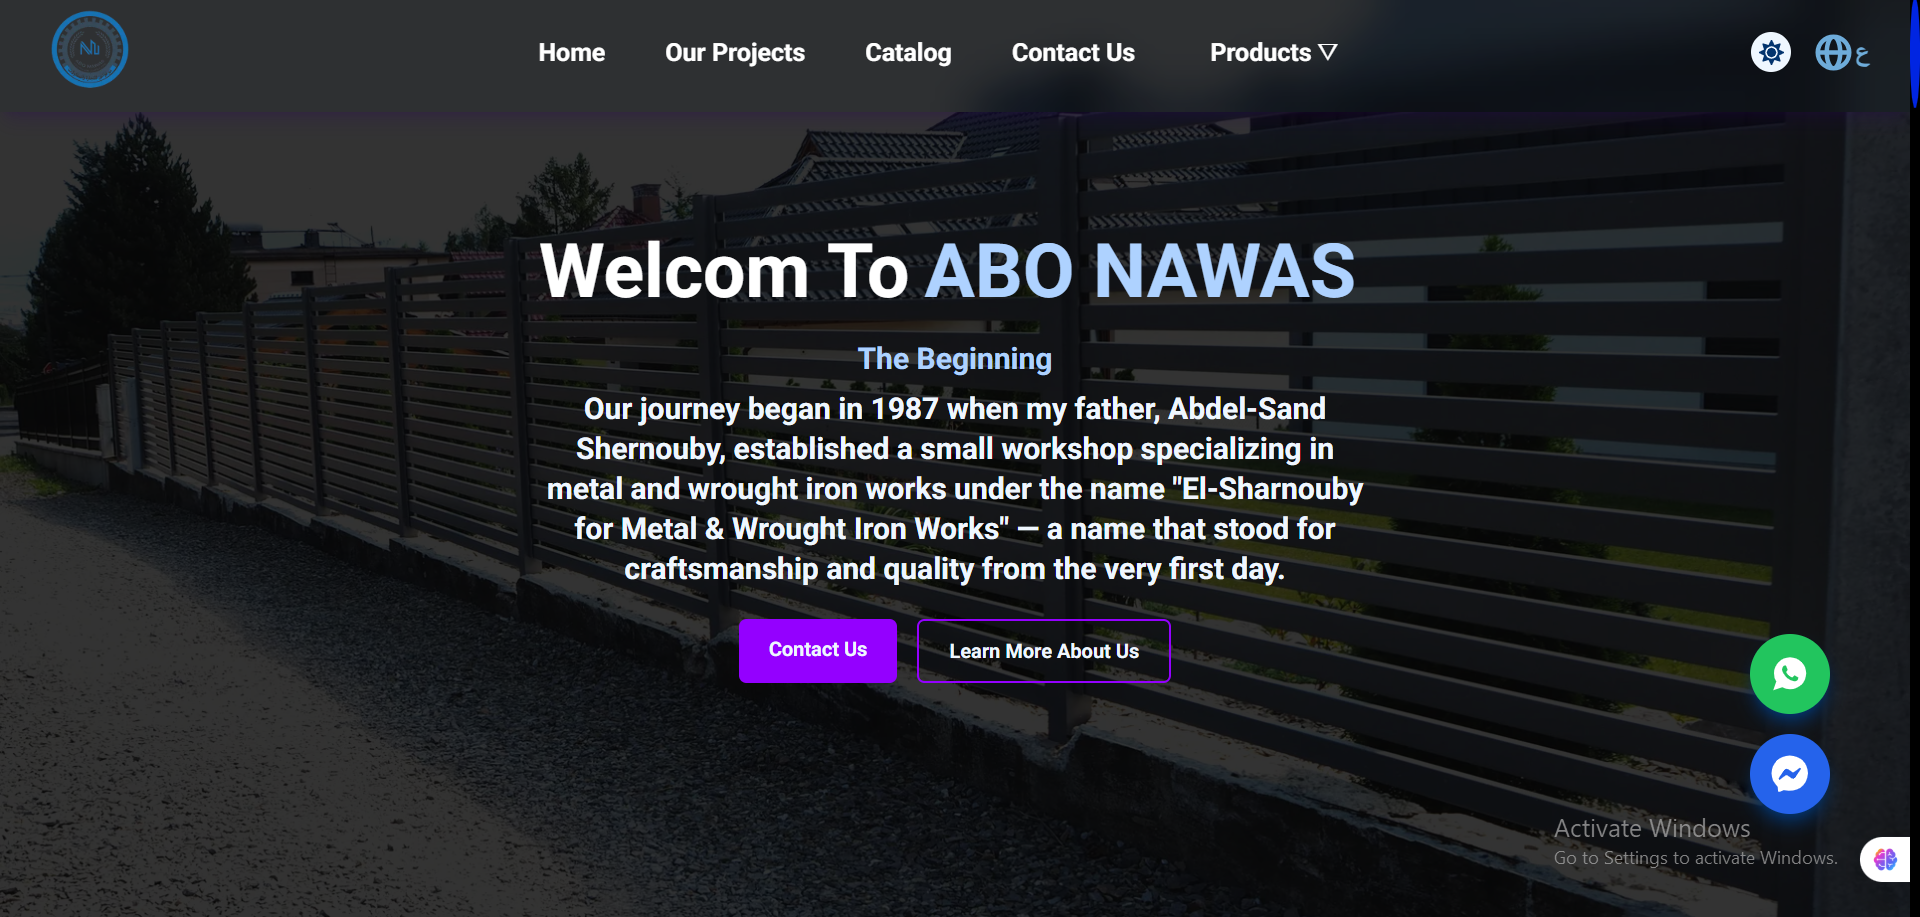 Home Our Projects Catalog Contact Us Products ع
Welcom To ABO NAWAS
The Beginning
Our journey began in 1987 when my father, Abdel-Sand
Shernouby, established a small workshop specializing in
metal and wrought iron works under the name "El-Sharnouby
for Metal & Wrought Iron Works" — a name that stood for
craftsmanship and quality from the very first day.
Contact Us Learn More About Us
Activate Windows
Go to Settings to activate Windows.